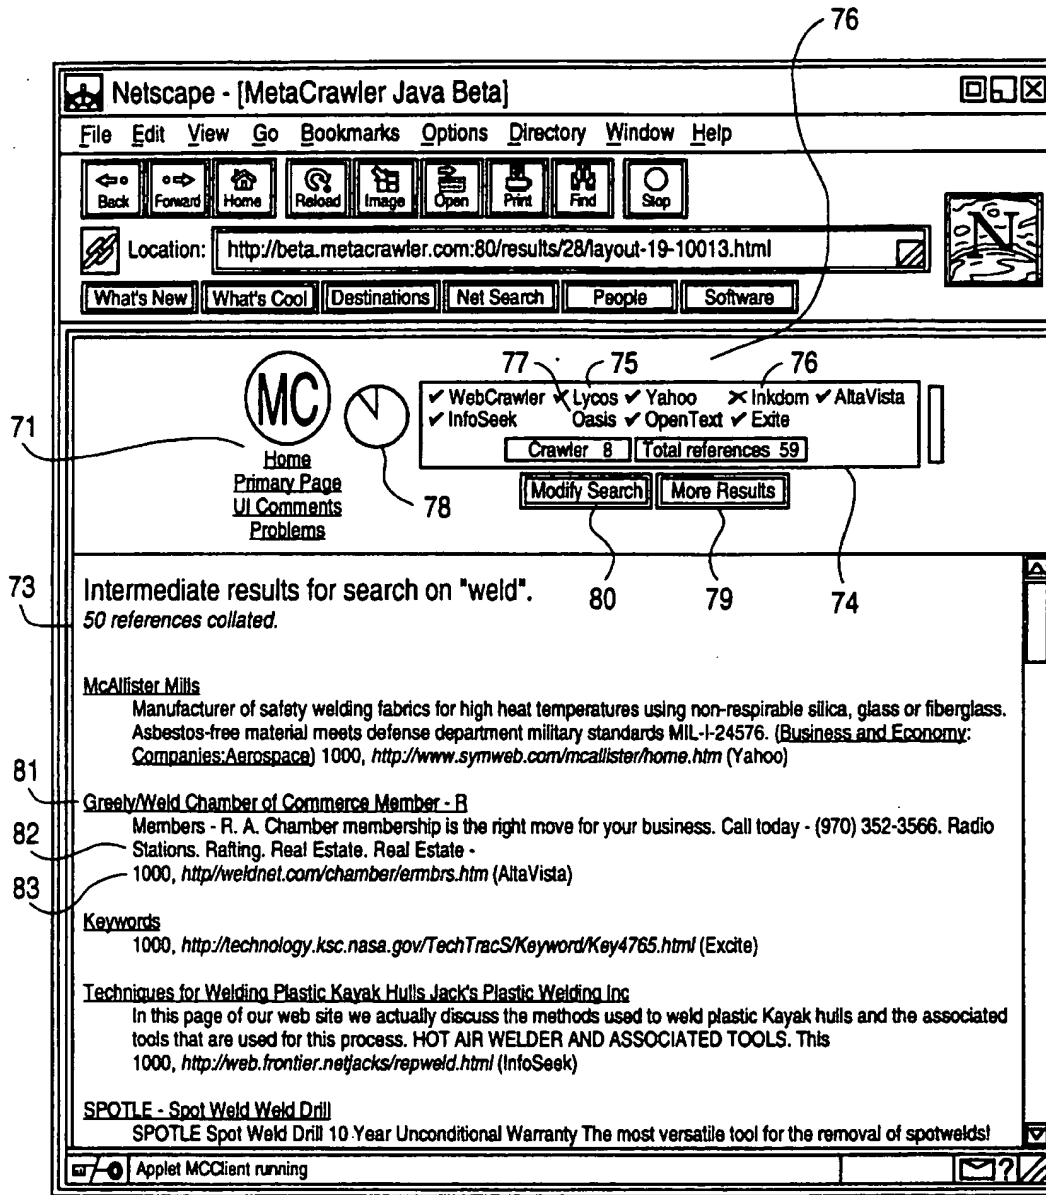 76
Netscape - [MetaCrawler Java Beta]
File Edit View Go Bookmarks Options Directory Window Help
Back Forward Home Reload Image Open Print Find Stop
N
Location: http://beta.metacrawler.com:80/results/28/layout-19-10013.html
What's New What's Cool Destinations Net Search People Software
77 75 76
MC
✔ WebCrawler ✕ Lycos ✔ Yahoo ✕ Inkdom ✔ AltaVista
✔ InfoSeek Oasis ✔ OpenText ✔ Exite
Crawler 8 Total references 59
71
Home
Primary Page
UI Comments
Problems
78
Modify Search More Results
80 79 74
73
Intermediate results for search on "weld".
50 references collated.
McAllister Mills
Manufacturer of safety welding fabrics for high heat temperatures using non-respirable silica, glass or fiberglass.
Asbestos-free material meets defense department military standards MIL-I-24576. (Business and Economy:
Companies:Aerospace) 1000, http://www.symweb.com/mcallister/home.htm (Yahoo)
81
Greely/Weld Chamber of Commerce Member - R
Members - R. A. Chamber membership is the right move for your business. Call today - (970) 352-3566. Radio
82
Stations. Rafting. Real Estate. Real Estate -
83
1000, http//weldnet.com/chamber/ermbrs.htm (AltaVista)
Keywords
1000, http://technology.ksc.nasa.gov/TechTracS/Keyword/Key4765.html (Excite)
Techniques for Welding Plastic Kayak Hulls Jack's Plastic Welding Inc
In this page of our web site we actually discuss the methods used to weld plastic Kayak hulls and the associated
tools that are used for this process. HOT AIR WELDER AND ASSOCIATED TOOLS. This
1000, http://web.frontier.netjacks/repweld.html (InfoSeek)
SPOTLE - Spot Weld Weld Drill
SPOTLE Spot Weld Drill 10 Year Unconditional Warranty The most versatile tool for the removal of spotwelds!
Applet MCClient running
?